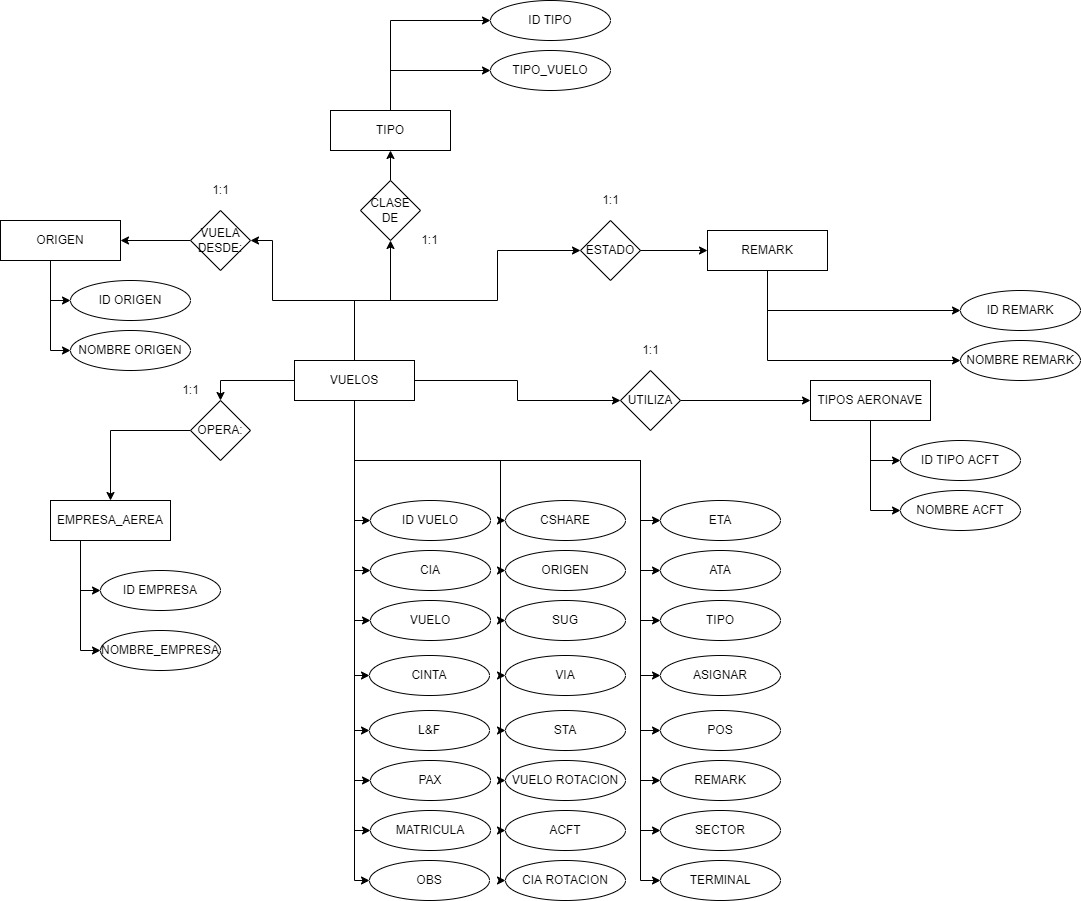 ID TIPO
TIPO_VUELO
TIPO
CLASE
DE
1:1
1:1
VUELA
DESDE:
ORIGEN
ID ORIGEN
NOMBRE ORIGEN
1:1
ESTADO
REMARK
ID REMARK
NOMBRE REMARK
VUELOS
1:1
UTILIZA
TIPOS AERONAVE
ID TIPO ACFT
NOMBRE ACFT
1:1
OPERA:
EMPRESA_AEREA
ID EMPRESA
NOMBRE_EMPRESA
ID VUELO
CIA
VUELO
CINTA
L&F
PAX
MATRICULA
OBS
CSHARE
ORIGEN
SUG
VIA
STA
VUELO ROTACION
ACFT
CIA ROTACION
ETA
ATA
TIPO
ASIGNAR
POS
REMARK
SECTOR
TERMINAL